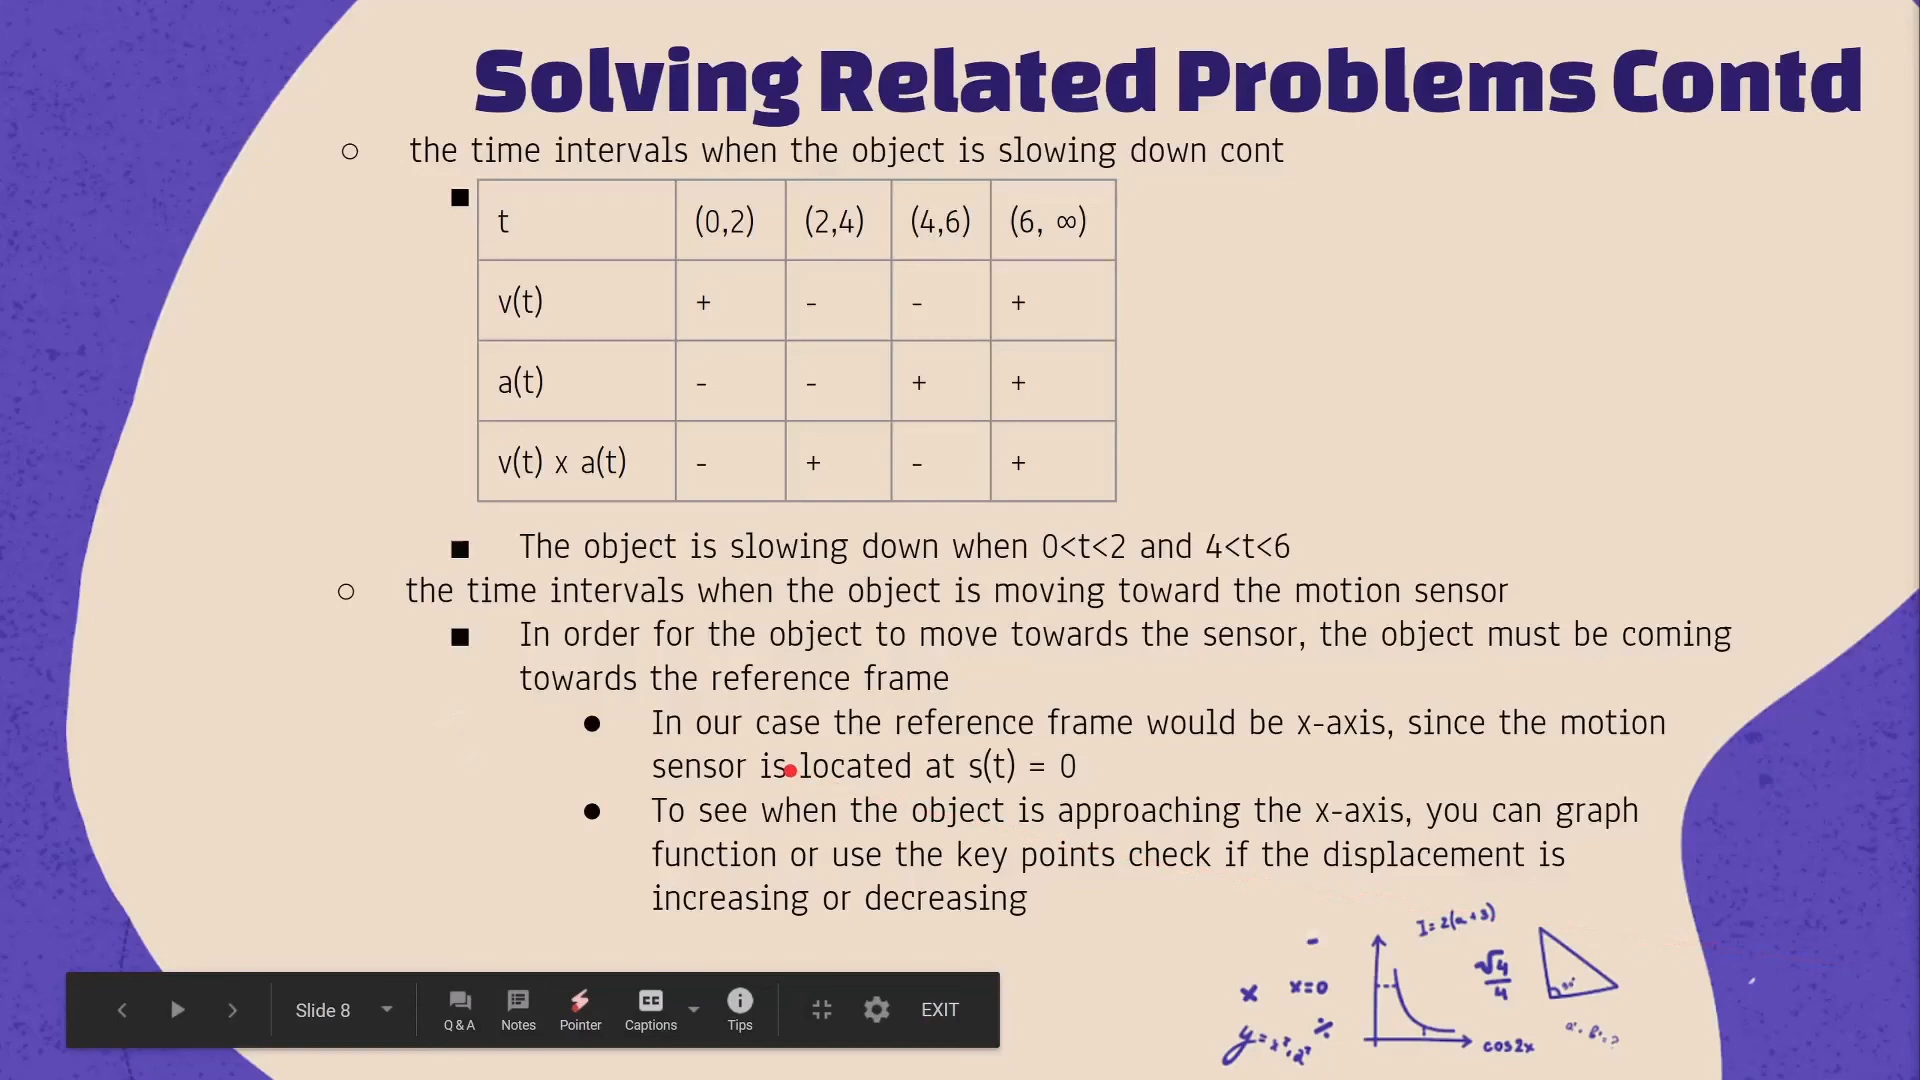 Solving Related Problems Contd
the time intervals when the object is slowing down cont
t (0,2) (2,4) (4,6) (6, ∞)
v(t) + - - +
a(t) - - + +
v(t) x a(t) - + - +
The object is slowing down when 0<t<2 and 4<t<6
the time intervals when the object is moving toward the motion sensor
In order for the object to move towards the sensor, the object must be coming
towards the reference frame
In our case the reference frame would be x-axis, since the motion
sensor is located at s(t) = 0
To see when the object is approaching the x-axis, you can graph
function or use the key points check if the displacement is
increasing or decreasing
I=2(a+3)
√4/4
x x=0 ÷
cos2x
Slide 8 Q & A Notes Pointer Captions Tips EXIT